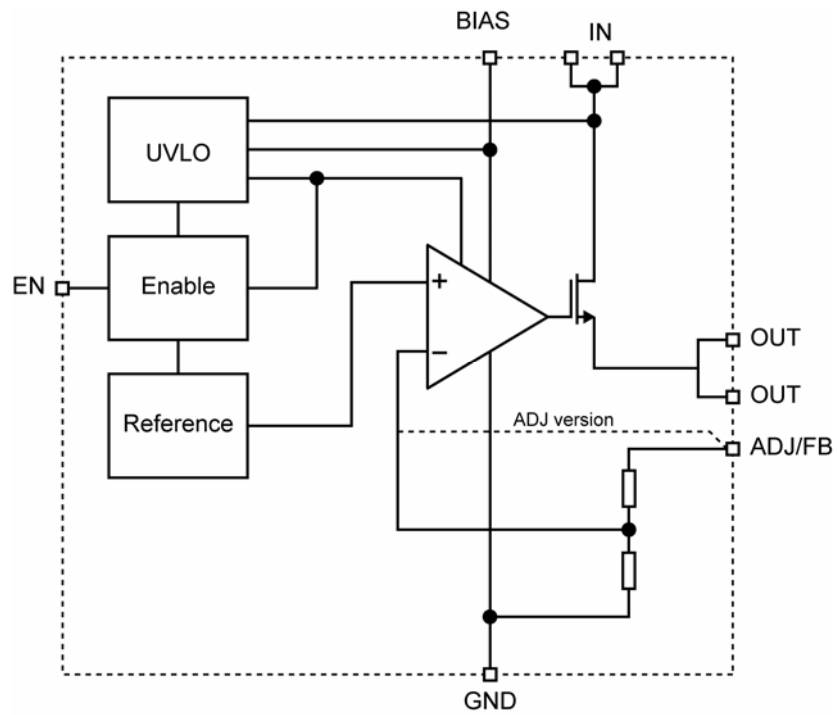 BIAS
IN
UVLO
EN
Enable
+
−
OUT
OUT
ADJ version
ADJ/FB
Reference
GND